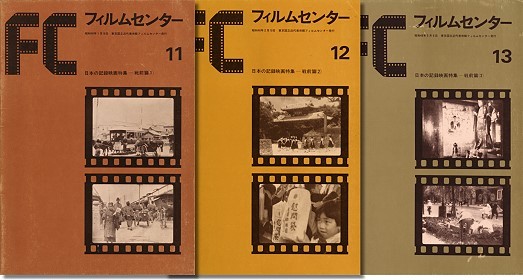 FC
フィルムセンター
11
日本の記録映画特集―戦前篇1
FC
フィルムセンター
12
日本の記録映画特集―戦前篇2
慰問袋
FC
フィルムセンター
13
日本の記録映画特集―戦前篇3